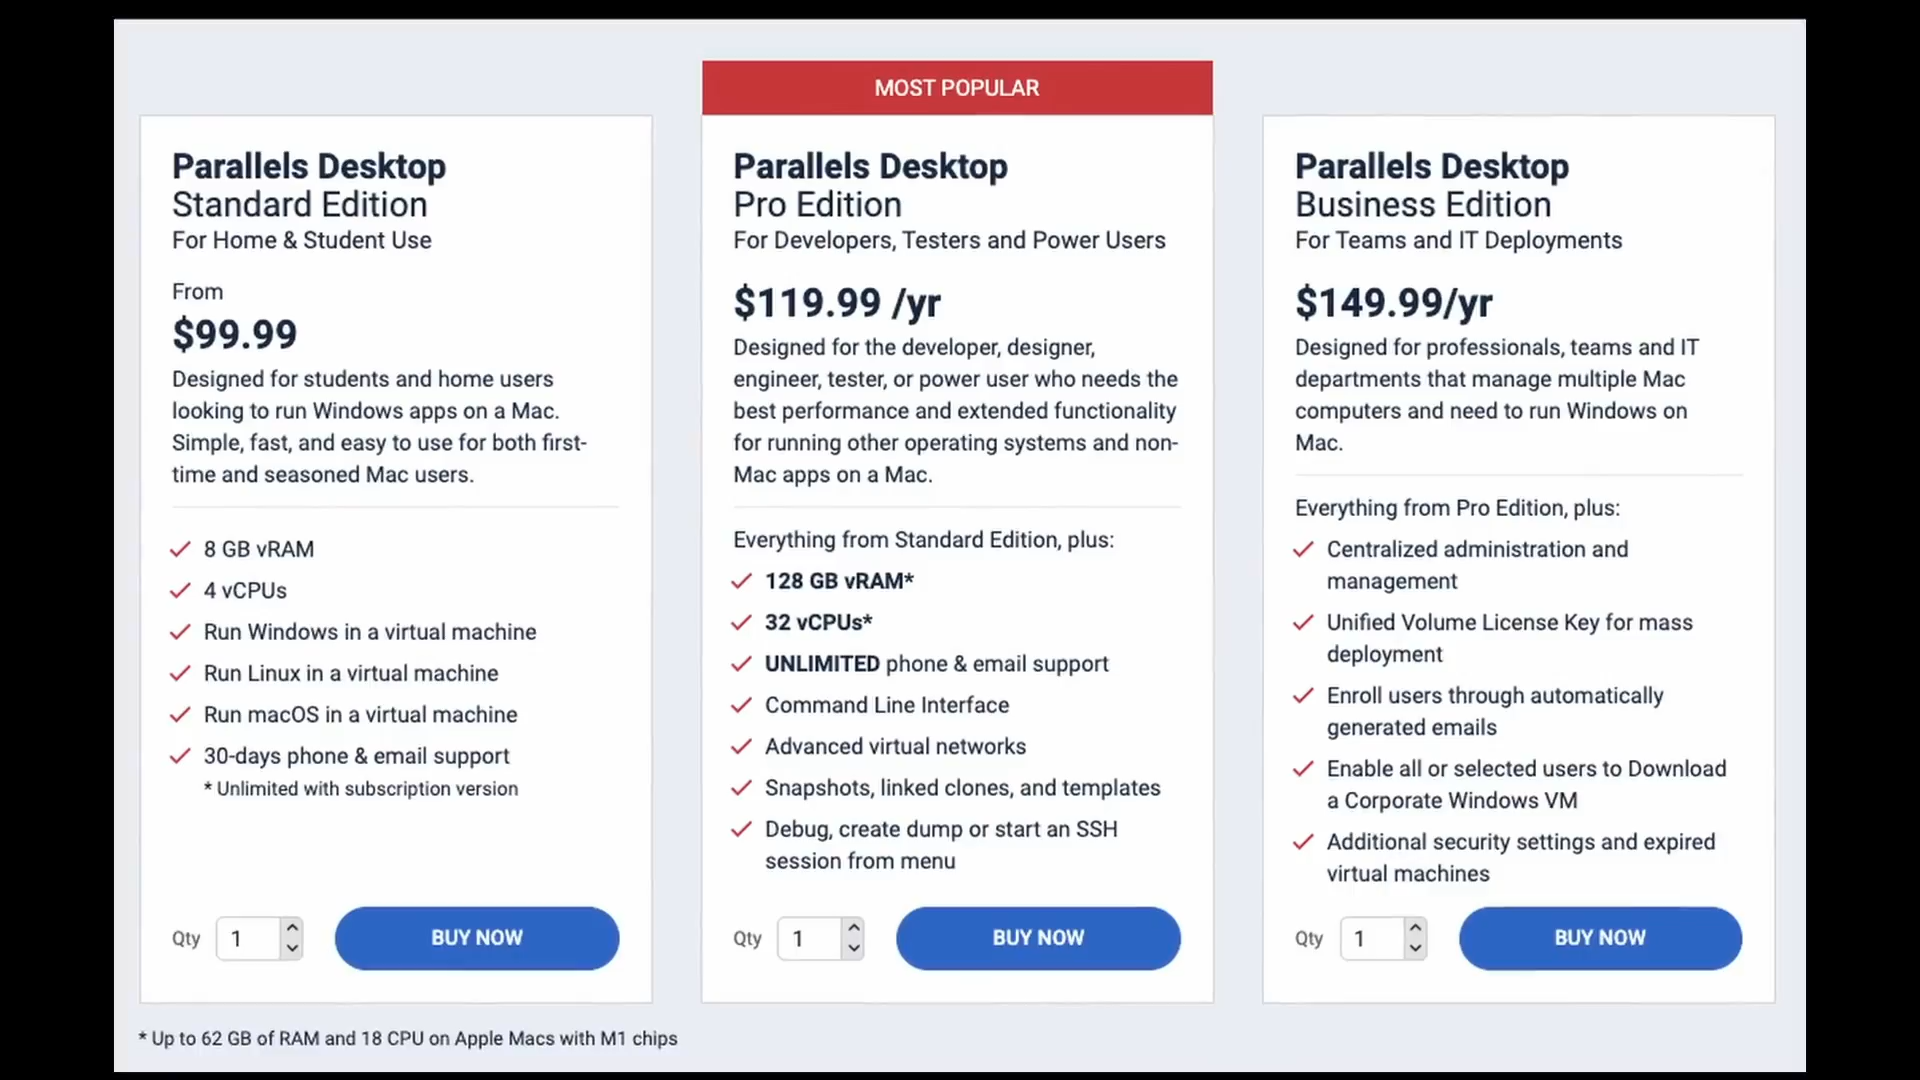 MOST POPULAR
Parallels Desktop
Standard Edition
For Home & Student Use
From
$99.99
Designed for students and home users
looking to run Windows apps on a Mac.
Simple, fast, and easy to use for both first-
time and seasoned Mac users.
8 GB vRAM
4 vCPUs
Run Windows in a virtual machine
Run Linux in a virtual machine
Run macOS in a virtual machine
30-days phone & email support
* Unlimited with subscription version
Qty 1 BUY NOW
Parallels Desktop
Pro Edition
For Developers, Testers and Power Users
$119.99 /yr
Designed for the developer, designer,
engineer, tester, or power user who needs the
best performance and extended functionality
for running other operating systems and non-
Mac apps on a Mac.
Everything from Standard Edition, plus:
128 GB vRAM*
32 vCPUs*
UNLIMITED phone & email support
Command Line Interface
Advanced virtual networks
Snapshots, linked clones, and templates
Debug, create dump or start an SSH
session from menu
Qty 1 BUY NOW
Parallels Desktop
Business Edition
For Teams and IT Deployments
$149.99/yr
Designed for professionals, teams and IT
departments that manage multiple Mac
computers and need to run Windows on
Mac.
Everything from Pro Edition, plus:
Centralized administration and
management
Unified Volume License Key for mass
deployment
Enroll users through automatically
generated emails
Enable all or selected users to Download
a Corporate Windows VM
Additional security settings and expired
virtual machines
Qty 1 BUY NOW
* Up to 62 GB of RAM and 18 CPU on Apple Macs with M1 chips